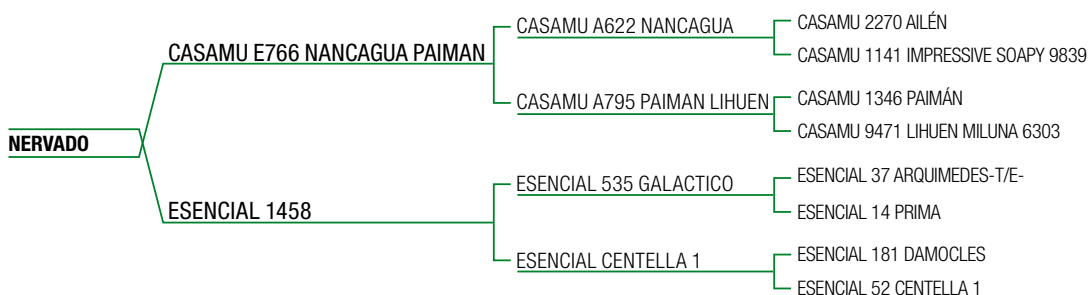 CASAMU A622 NANCAGUA
CASAMU 2270 AILÉN
CASAMU 1141 IMPRESSIVE SOAPY 9839
CASAMU E766 NANCAGUA PAIMAN
CASAMU A795 PAIMAN LIHUEN
CASAMU 1346 PAIMÁN
CASAMU 9471 LIHUEN MILUNA 6303
NERVADO
ESENCIAL 535 GALACTICO
ESENCIAL 37 ARQUIMEDES-T/E-
ESENCIAL 14 PRIMA
ESENCIAL 1458
ESENCIAL CENTELLA 1
ESENCIAL 181 DAMOCLES
ESENCIAL 52 CENTELLA 1